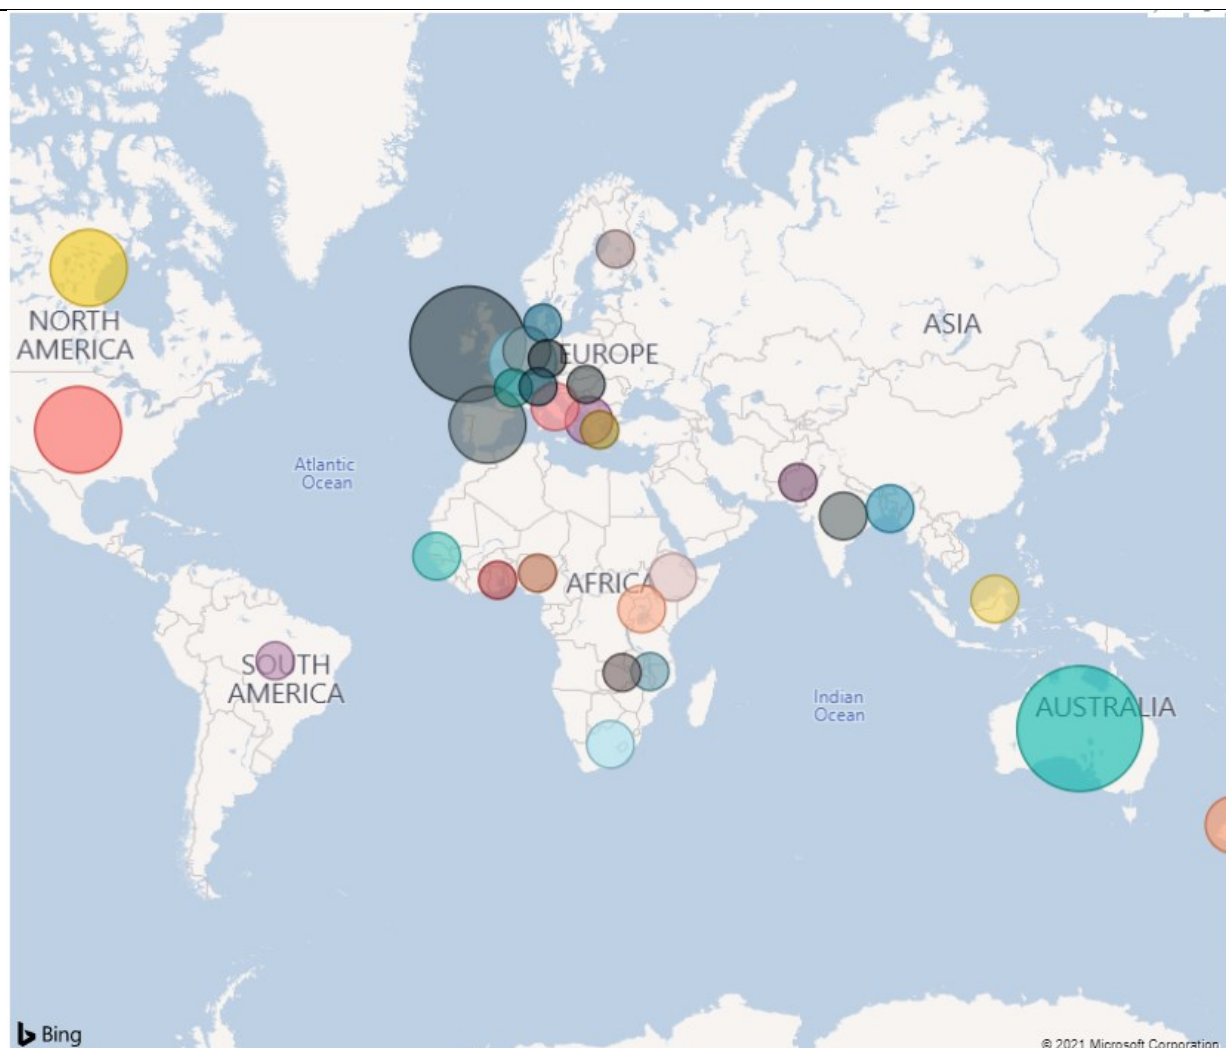 NORTH
AMERICA
EUROPE
ASIA
Atlantic
Ocean
AFRICA
SOUTH
AMERICA
Indian
Ocean
AUSTRALIA
Bing
© 2021 Microsoft Corporation